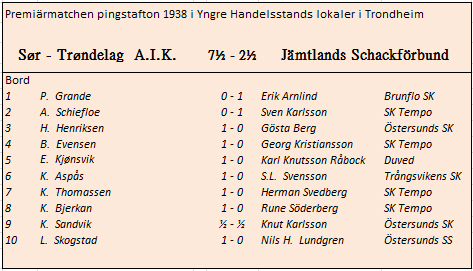 Premiärmatchen pingstafton 1938 i Yngre Handelsstands lokaler i Trondheim
Sør - Trøndelag A.I.K. 7½ - 2½ Jämtlands Schackförbund
Bord
1 P. Grande 0 - 1 Erik Arnlind Brunflo SK
2 A. Schiefloe 0 - 1 Sven Karlsson SK Tempo
3 H. Henriksen 1 - 0 Gösta Berg Östersunds SK
4 B. Evensen 1 - 0 Georg Kristiansson SK Tempo
5 E. Kjønsvik 1 - 0 Karl Knutsson Råbock Duved
6 K. Aspås 1 - 0 S.L. Svensson Trångsvikens SK
7 K. Thomassen 1 - 0 Herman Svedberg SK Tempo
8 K. Bjerkan 1 - 0 Rune Söderberg SK Tempo
9 K. Sandvik ½ - ½ Knut Karlsson Östersunds SK
10 L. Skogstad 1 - 0 Nils H. Lundgren Östersunds SS